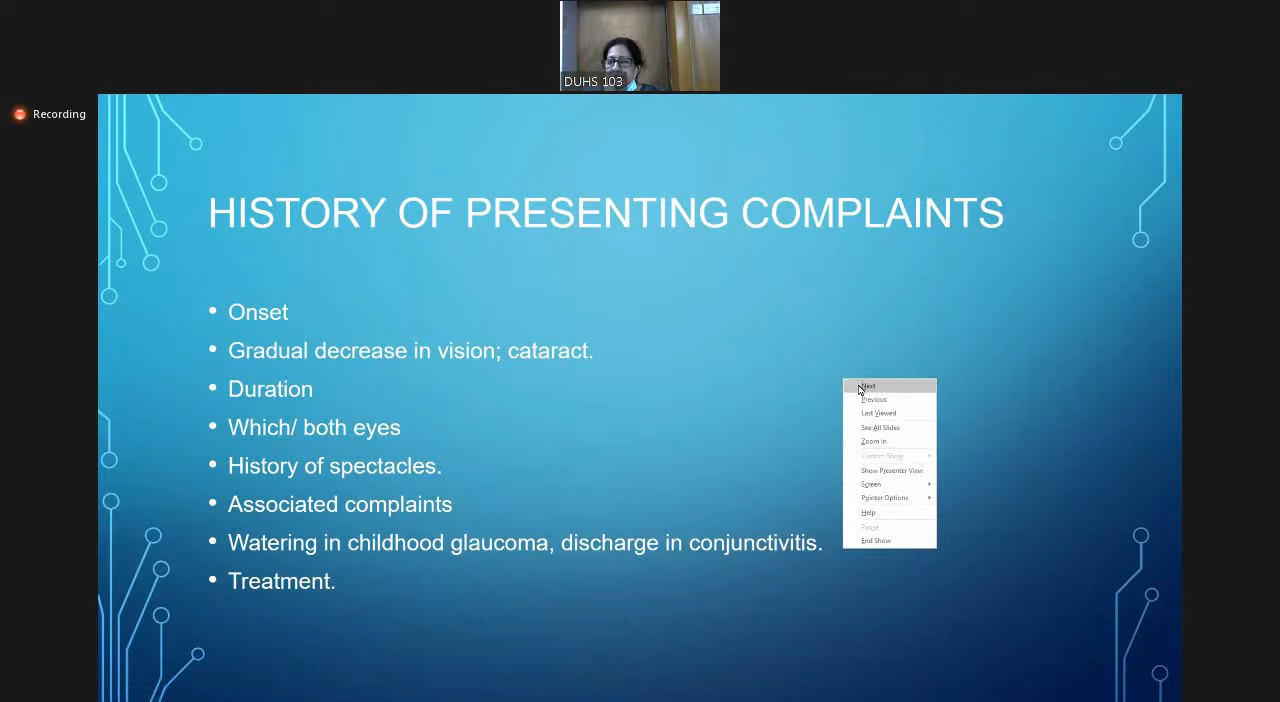 DUHS 103
Recording
HISTORY OF PRESENTING COMPLAINTS
• Onset
• Gradual decrease in vision; cataract.
• Duration
• Which/ both eyes
• History of spectacles.
• Associated complaints
• Watering in childhood glaucoma, discharge in conjunctivitis.
• Treatment.
Next
Previous
Last Viewed
See All Slides
Zoom In
Custom Show
Show Presenter View
Screen
Pointer Options
Help
Pause
End Show